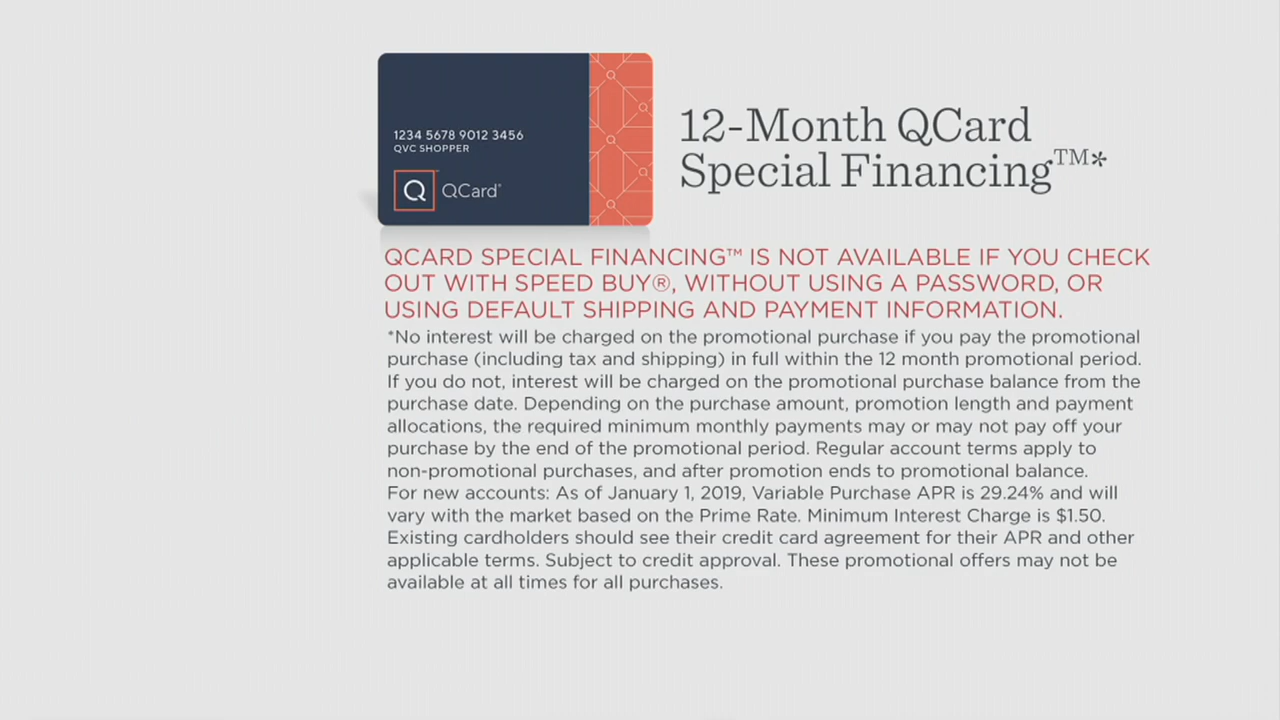 1234 5678 9012 3456
QVC SHOPPER
Q QCard®
12-Month QCard
Special Financing™*
QCARD SPECIAL FINANCING™ IS NOT AVAILABLE IF YOU CHECK
OUT WITH SPEED BUY®, WITHOUT USING A PASSWORD, OR
USING DEFAULT SHIPPING AND PAYMENT INFORMATION.
*No interest will be charged on the promotional purchase if you pay the promotional
purchase (including tax and shipping) in full within the 12 month promotional period.
If you do not, interest will be charged on the promotional purchase balance from the
purchase date. Depending on the purchase amount, promotion length and payment
allocations, the required minimum monthly payments may or may not pay off your
purchase by the end of the promotional period. Regular account terms apply to
non-promotional purchases, and after promotion ends to promotional balance.
For new accounts: As of January 1, 2019, Variable Purchase APR is 29.24% and will
vary with the market based on the Prime Rate. Minimum Interest Charge is $1.50.
Existing cardholders should see their credit card agreement for their APR and other
applicable terms. Subject to credit approval. These promotional offers may not be
available at all times for all purchases.